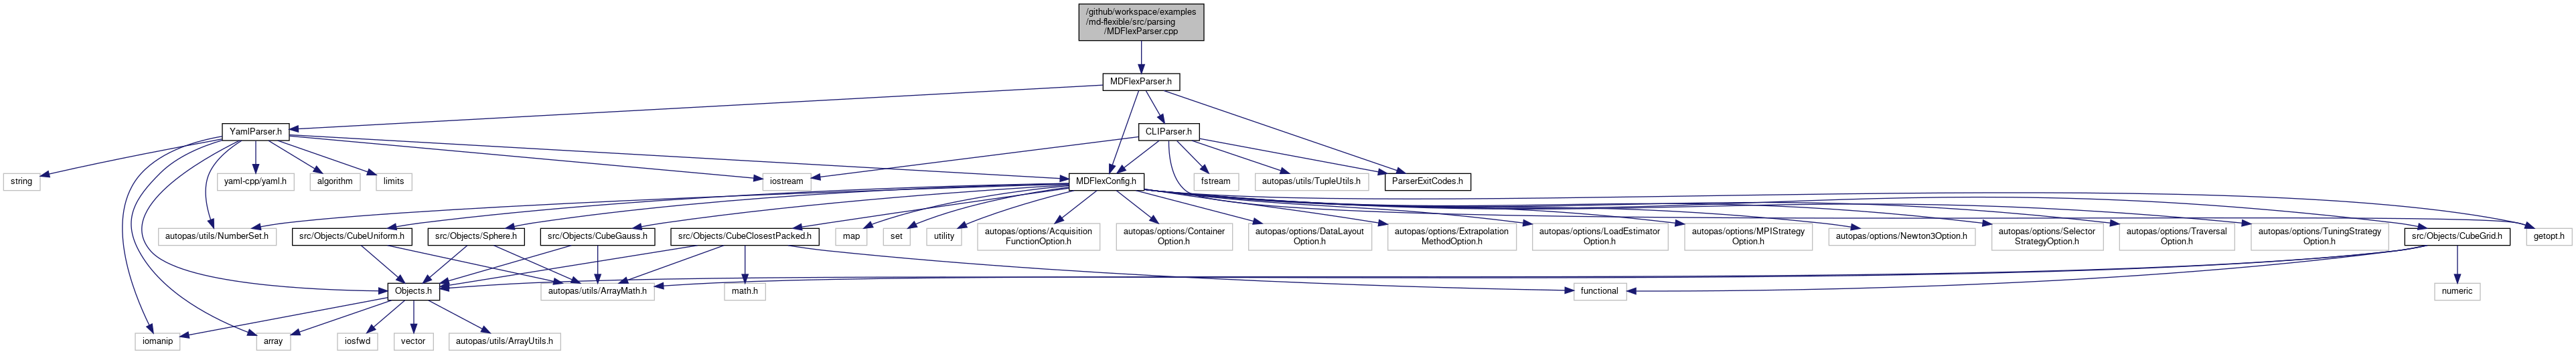 /github/workspace/examples
/md-flexible/src/parsing
/MDFlexParser.cpp
MDFlexParser.h
YamlParser.h
CLIParser.h
string
yaml-cpp/yaml.h
algorithm
limits
iostream
MDFlexConfig.h
fstream
autopas/utils/TupleUtils.h
ParserExitCodes.h
autopas/utils/NumberSet.h
src/Objects/CubeUniform.h
src/Objects/Sphere.h
src/Objects/CubeGauss.h
src/Objects/CubeClosestPacked.h
map
set
utility
autopas/options/Acquisition
FunctionOption.h
autopas/options/Container
Option.h
autopas/options/DataLayout
Option.h
autopas/options/Extrapolation
MethodOption.h
autopas/options/LoadEstimator
Option.h
autopas/options/MPIStrategy
Option.h
autopas/options/Newton3Option.h
autopas/options/Selector
StrategyOption.h
autopas/options/Traversal
Option.h
autopas/options/TuningStrategy
Option.h
src/Objects/CubeGrid.h
getopt.h
Objects.h
autopas/utils/ArrayMath.h
math.h
functional
numeric
iomanip
array
iosfwd
vector
autopas/utils/ArrayUtils.h